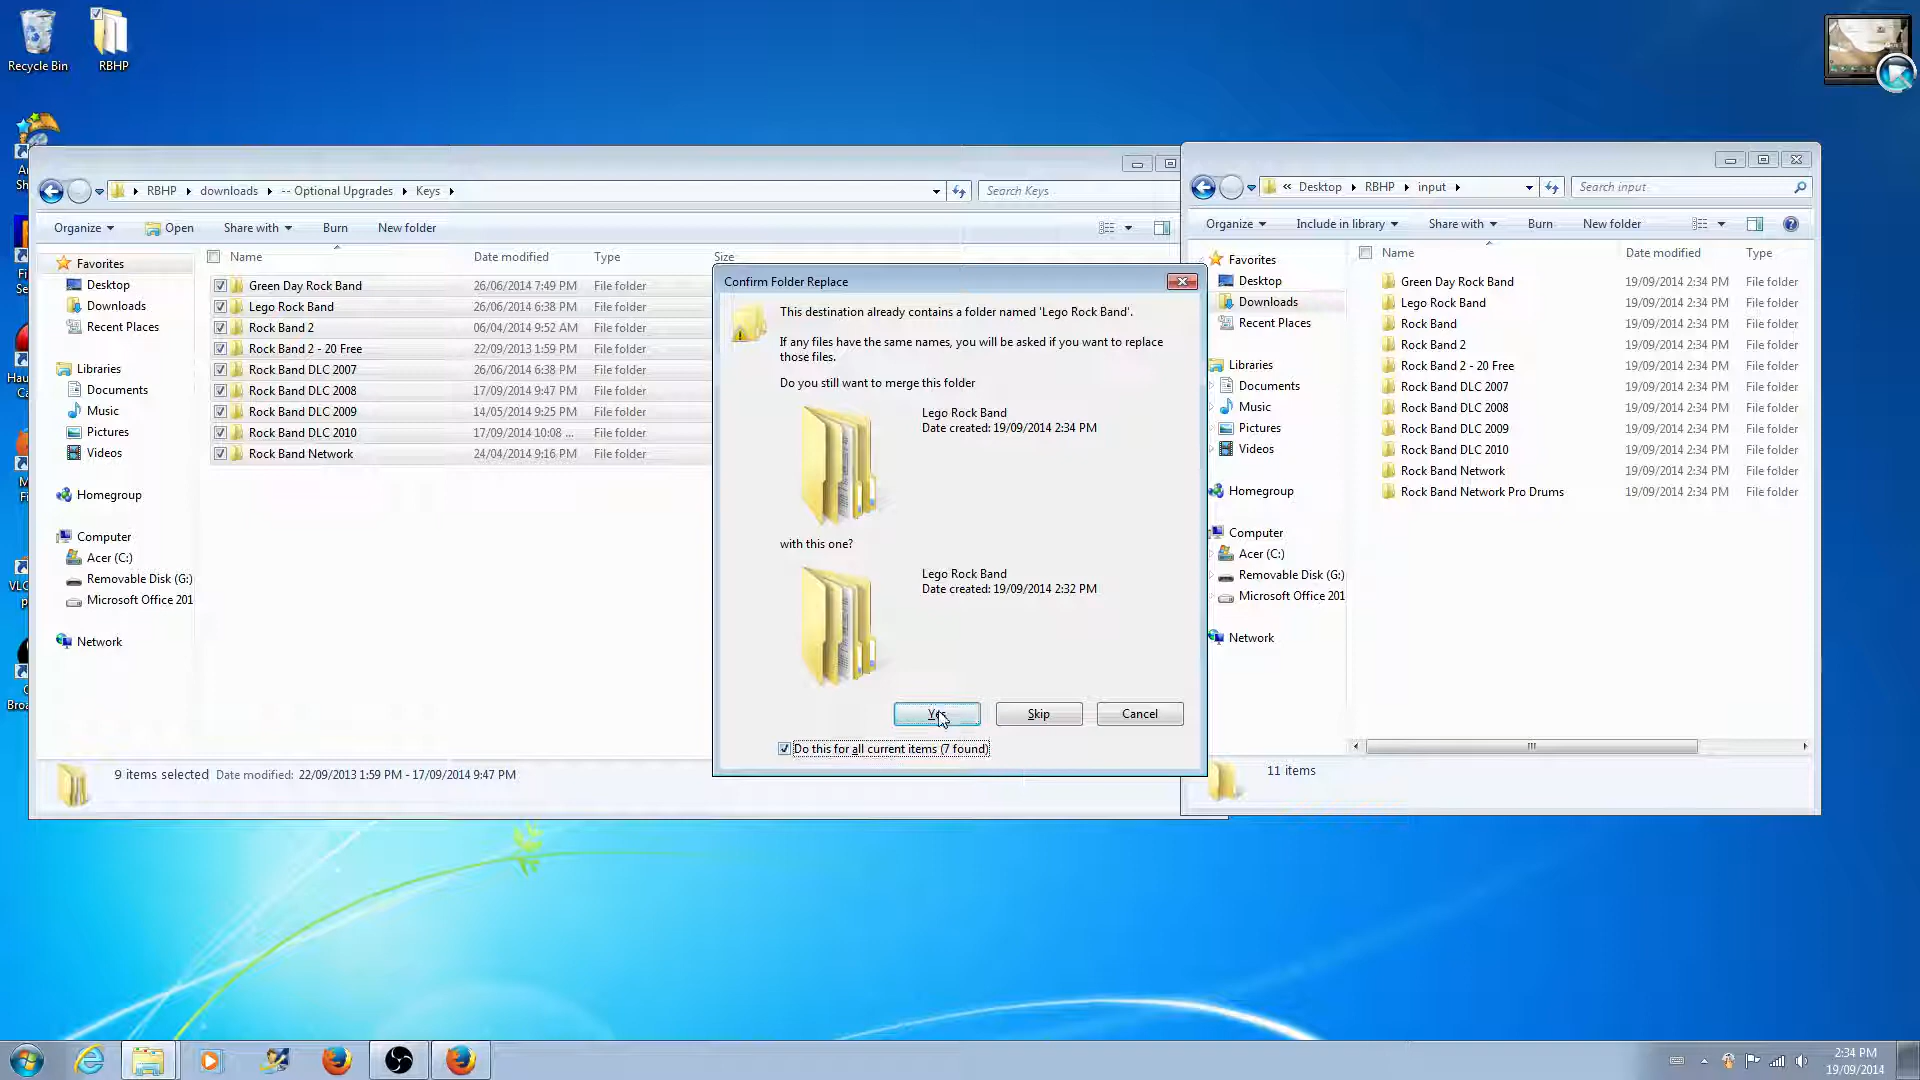 Recycle Bin
RBHP
RBHP downloads -- Optional Upgrades Keys
Search Keys
Organize Open Share with Burn New folder
Name Date modified Type Size
Favorites
Desktop
Downloads
Recent Places
Libraries
Documents
Music
Pictures
Videos
Homegroup
Computer
Acer (C:)
Removable Disk (G:)
Microsoft Office 201
Network
Green Day Rock Band 26/06/2014 7:49 PM File folder
Lego Rock Band 26/06/2014 6:38 PM File folder
Rock Band 2 06/04/2014 9:52 AM File folder
Rock Band 2 - 20 Free 22/09/2013 1:59 PM File folder
Rock Band DLC 2007 26/06/2014 6:38 PM File folder
Rock Band DLC 2008 17/09/2014 9:47 PM File folder
Rock Band DLC 2009 14/05/2014 9:25 PM File folder
Rock Band DLC 2010 17/09/2014 10:08 ... File folder
Rock Band Network 24/04/2014 9:16 PM File folder
9 items selected Date modified: 22/09/2013 1:59 PM - 17/09/2014 9:47 PM
Confirm Folder Replace
This destination already contains a folder named 'Lego Rock Band'.
If any files have the same names, you will be asked if you want to replace
those files.
Do you still want to merge this folder
Lego Rock Band
Date created: 19/09/2014 2:34 PM
with this one?
Lego Rock Band
Date created: 19/09/2014 2:32 PM
Yes Skip Cancel
Do this for all current items (7 found)
« Desktop RBHP input
Search input
Organize Include in library Share with Burn New folder
Name Date modified Type
Favorites
Desktop
Downloads
Recent Places
Libraries
Documents
Music
Pictures
Videos
Homegroup
Computer
Acer (C:)
Removable Disk (G:)
Microsoft Office 201
Network
Green Day Rock Band 19/09/2014 2:34 PM File folder
Lego Rock Band 19/09/2014 2:34 PM File folder
Rock Band 19/09/2014 2:34 PM File folder
Rock Band 2 19/09/2014 2:34 PM File folder
Rock Band 2 - 20 Free 19/09/2014 2:34 PM File folder
Rock Band DLC 2007 19/09/2014 2:34 PM File folder
Rock Band DLC 2008 19/09/2014 2:34 PM File folder
Rock Band DLC 2009 19/09/2014 2:34 PM File folder
Rock Band DLC 2010 19/09/2014 2:34 PM File folder
Rock Band Network 19/09/2014 2:34 PM File folder
Rock Band Network Pro Drums 19/09/2014 2:34 PM File folder
11 items
2:34 PM
19/09/2014